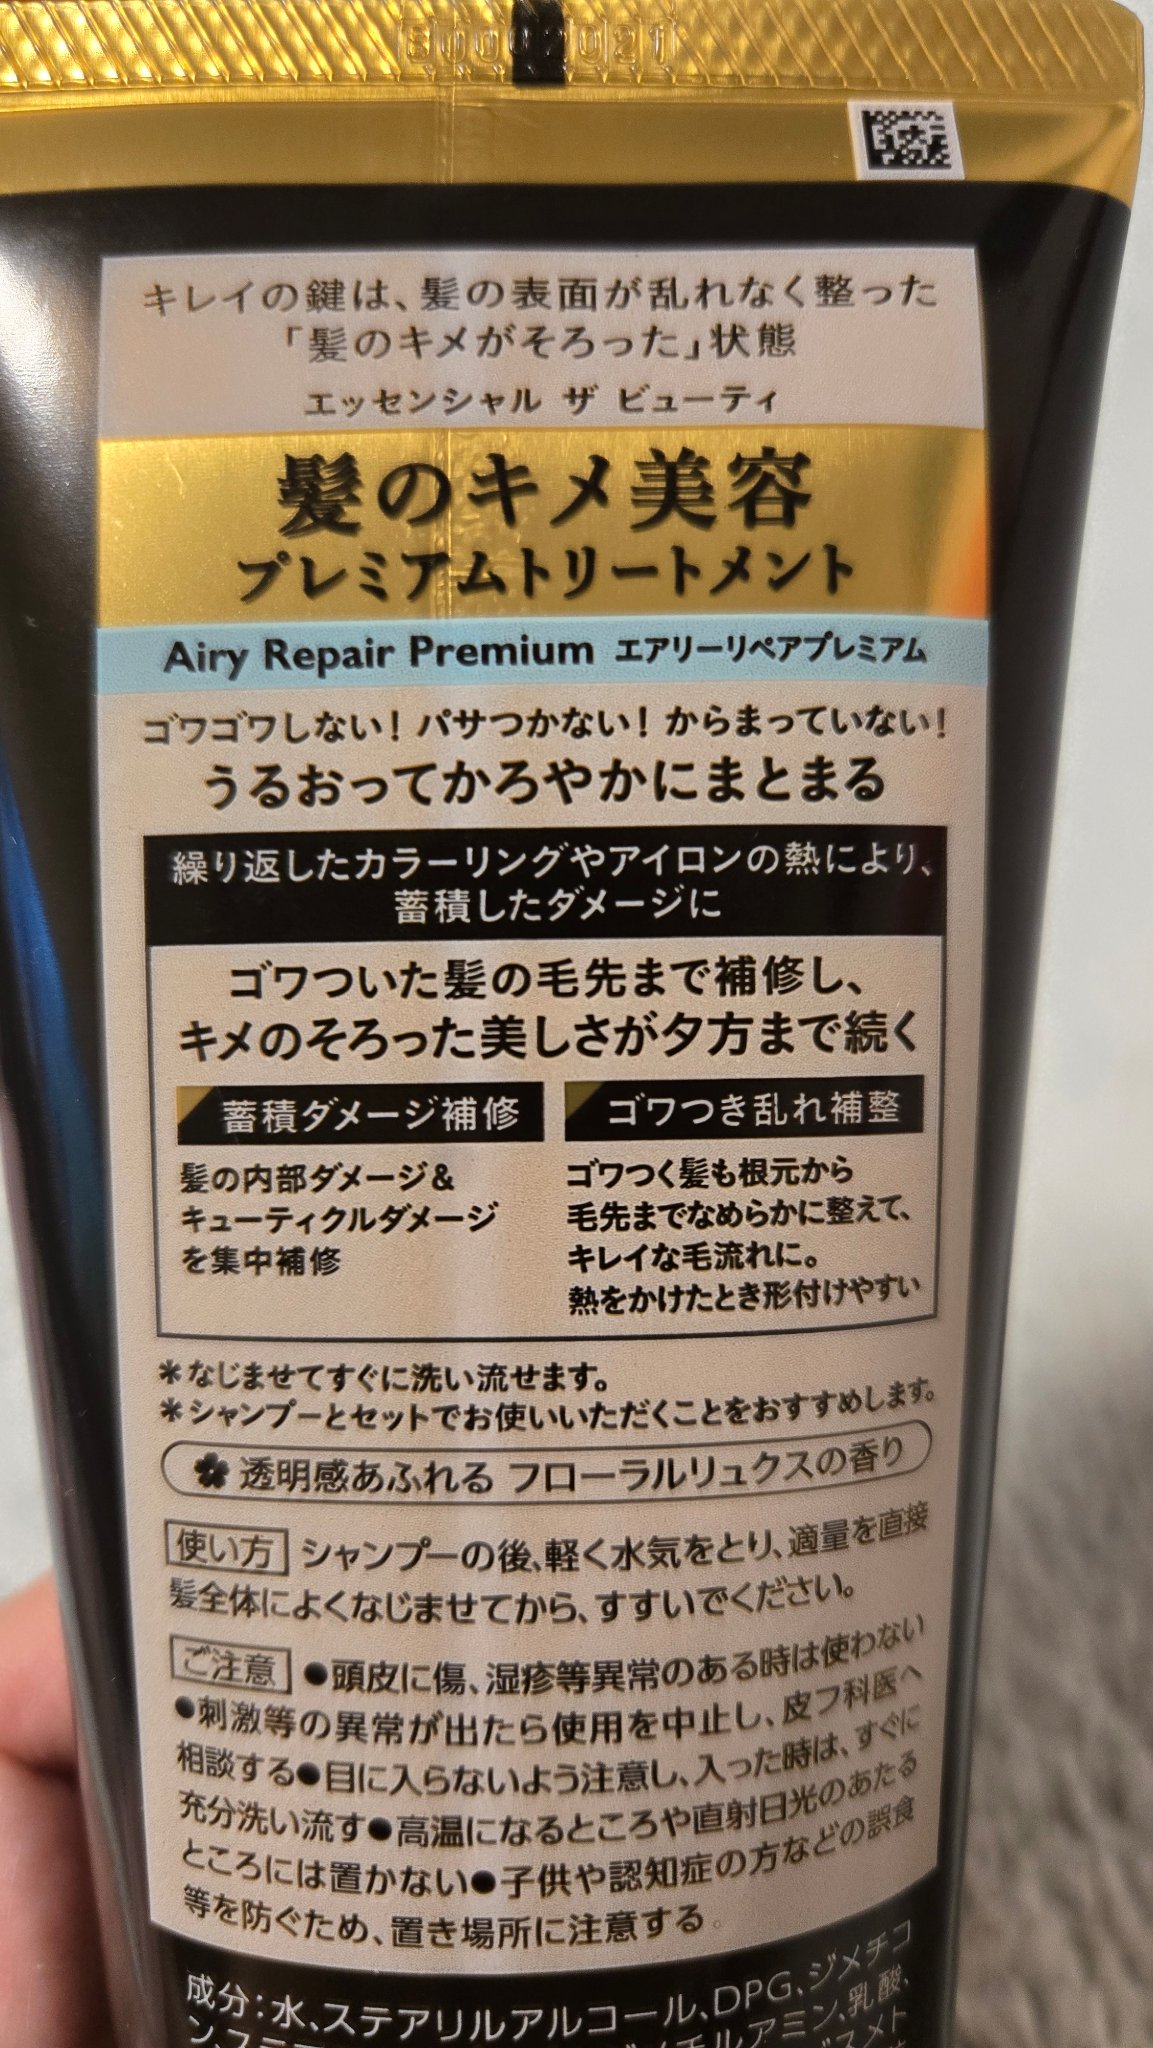 キレイの鍵は、髪の表面が乱れなく整った
「髪のキメがそろった」状態
エッセンシャル ザ ビューティ
髪のキメ美容
プレミアムトリートメント
Airy Repair Premium エアリーリペアプレミアム
ゴワゴワしない！パサつかない！からまっていない！
うるおってかろやかにまとまる
繰り返したカラーリングやアイロンの熱により、
蓄積したダメージに
ゴワついた髪の毛先まで補修し、
キメのそろった美しさが夕方まで続く
蓄積ダメージ補修
髪の内部ダメージ&
キューティクルダメージ
を集中補修
ゴワつき乱れ補整
ゴワつく髪も根元から
毛先までなめらかに整えて、
キレイな毛流れに。
熱をかけたとき形付けやすい
＊なじませてすぐに洗い流せます。
＊シャンプーとセットでお使いいただくことをおすすめします。
透明感あふれる フローラルリュクスの香り
使い方 シャンプーの後、軽く水気をとり、適量を直接
髪全体によくなじませてから、すすいでください。
ご注意 ●頭皮に傷、湿疹等異常のある時は使わない
●刺激等の異常が出たら使用を中止し、皮フ科医へ
相談する●目に入らないよう注意し、入った時は、すぐに
充分洗い流す●高温になるところや直射日光のあたる
ところには置かない●子供や認知症の方などの誤食
等を防ぐため、置き場所に注意する。
成分：水、ステアリルアルコール、DPG、ジメチコ